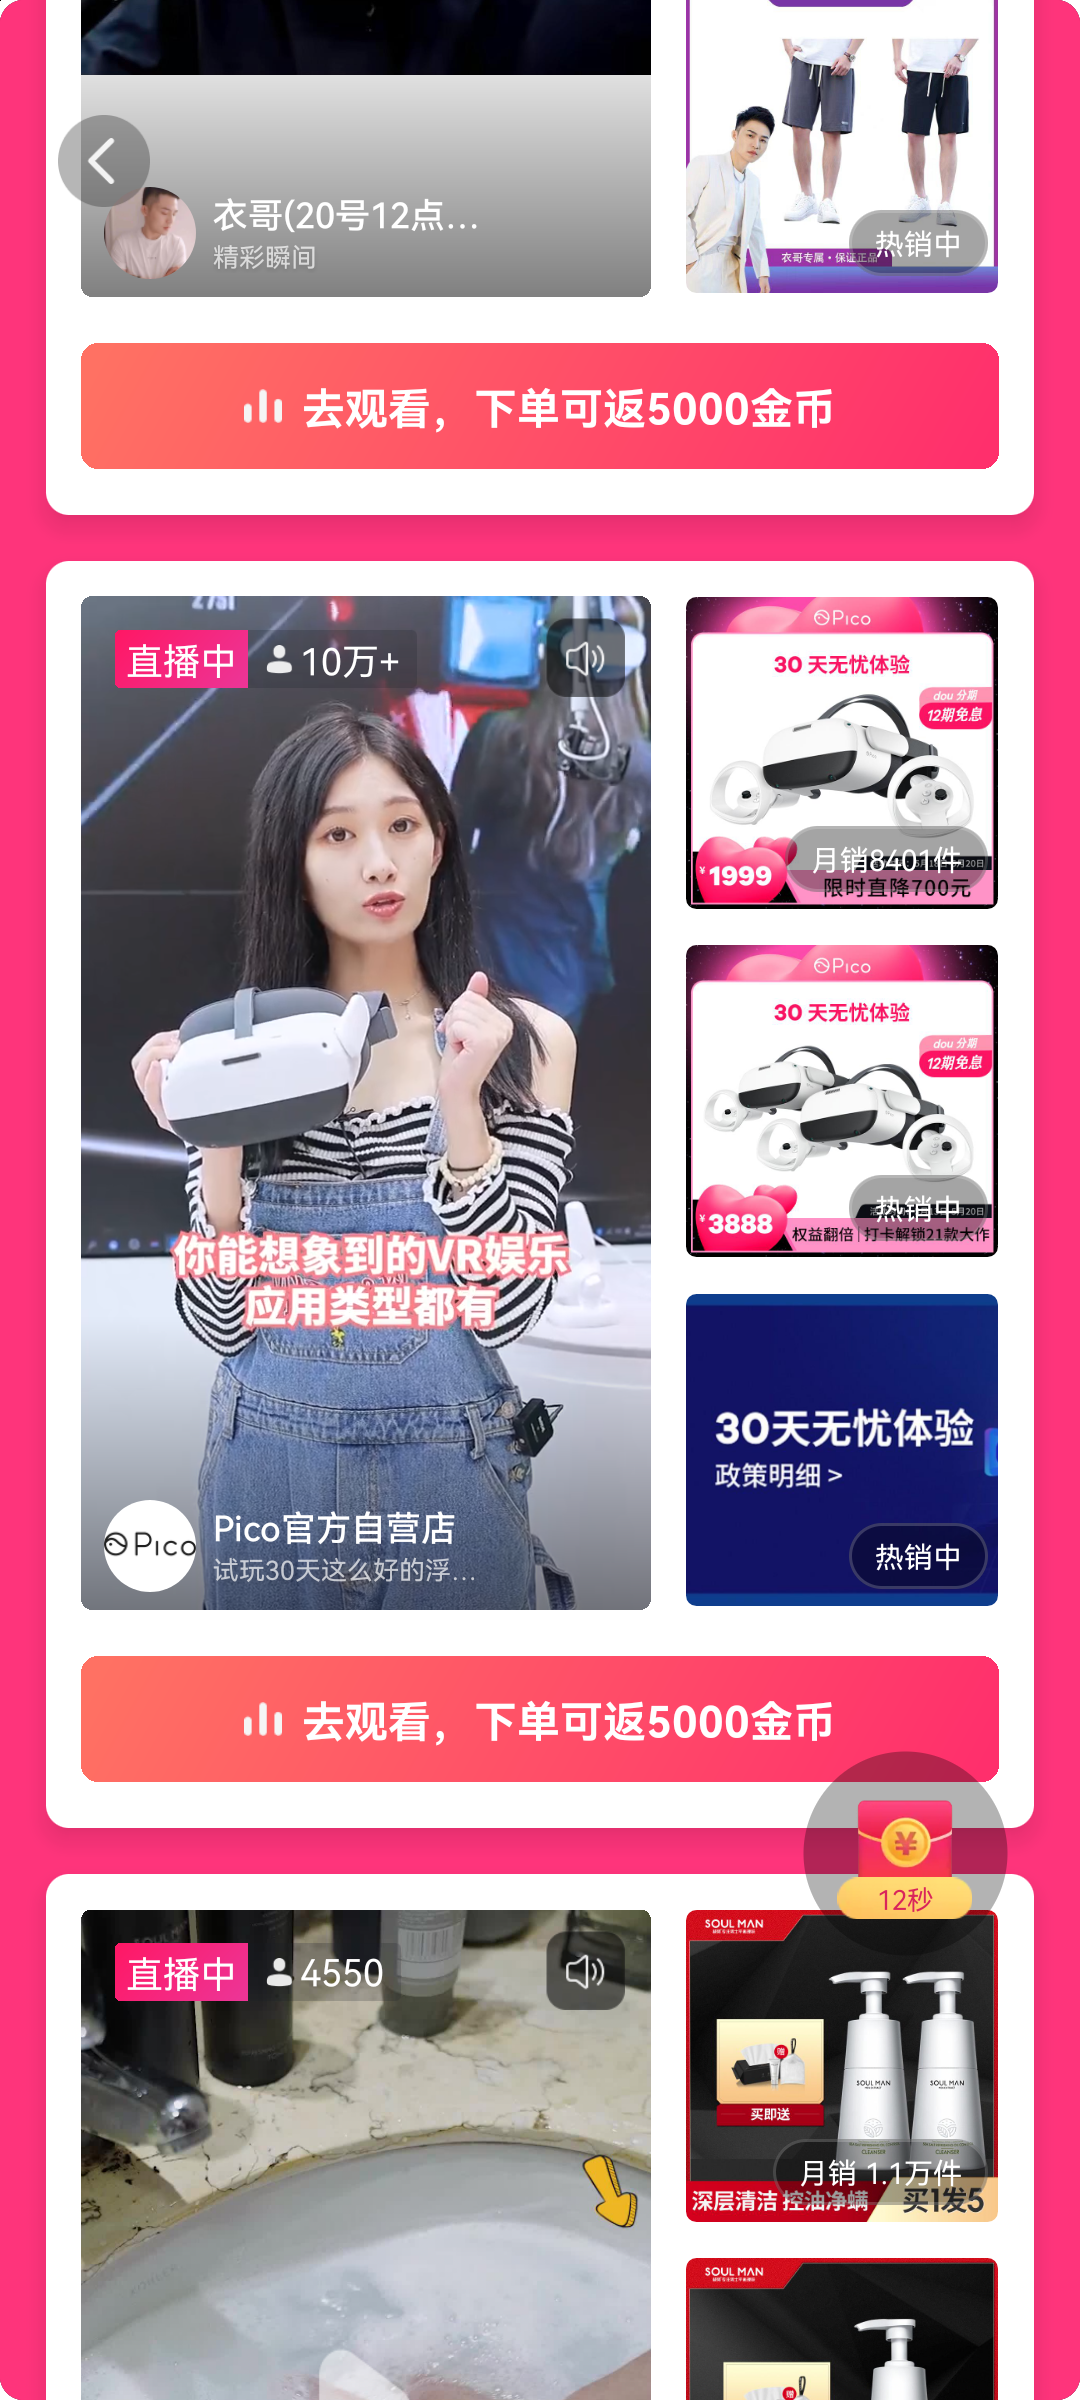 衣哥(20号12点...
精彩瞬间
衣哥专属·保证正品
热销中
去观看，下单可返5000金币
直播中
10万+
你能想象到的VR娱乐
应用类型都有
Pico
Pico官方自营店
试玩30天这么好的浮...
Pico
30 天无忧体验
dou 分期
12期免息
月销8401件
¥1999
限时直降700元
Pico
30 天无忧体验
dou 分期
12期免息
热销中
¥3888
权益翻倍 | 打卡解锁21款大作
30天无忧体验
政策明细 >
热销中
去观看，下单可返5000金币
12秒
直播中
4550
SOUL MAN
SOUL MAN
SOUL MAN
CLEANSER
CLEANSER
买即送
赠
月销 1.1万件
深层清洁 控油净螨
买1发5
SOUL MAN
赠